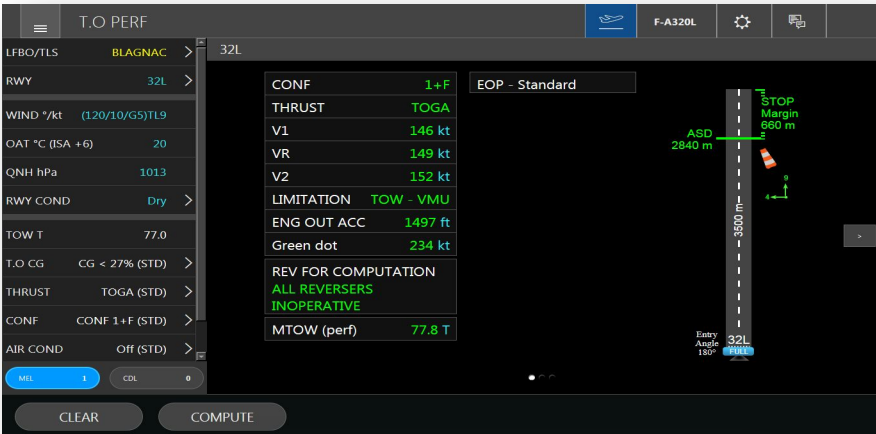 T.O PERF
F-A320L
LFBO/TLS BLAGNAC >
32L
RWY 32L >
WIND °/kt (120/10/G5)TL9
OAT °C (ISA +6) 20
QNH hPa 1013
RWY COND Dry >
TOW T 77.0
T.O CG CG < 27% (STD) >
THRUST TOGA (STD) >
CONF CONF 1+F (STD) >
AIR COND Off (STD) >
MEL 1
CDL 0
CLEAR
COMPUTE
CONF 1+F
THRUST TOGA
V1 146 kt
VR 149 kt
V2 152 kt
LIMITATION TOW - VMU
ENG OUT ACC 1497 ft
Green dot 234 kt
REV FOR COMPUTATION
ALL REVERSERS
INOPERATIVE
MTOW (perf) 77.8 T
EOP - Standard
STOP
Margin
660 m
ASD
2840 m
9
4
3500 m
Entry
Angle
180°
32L
FULL
>